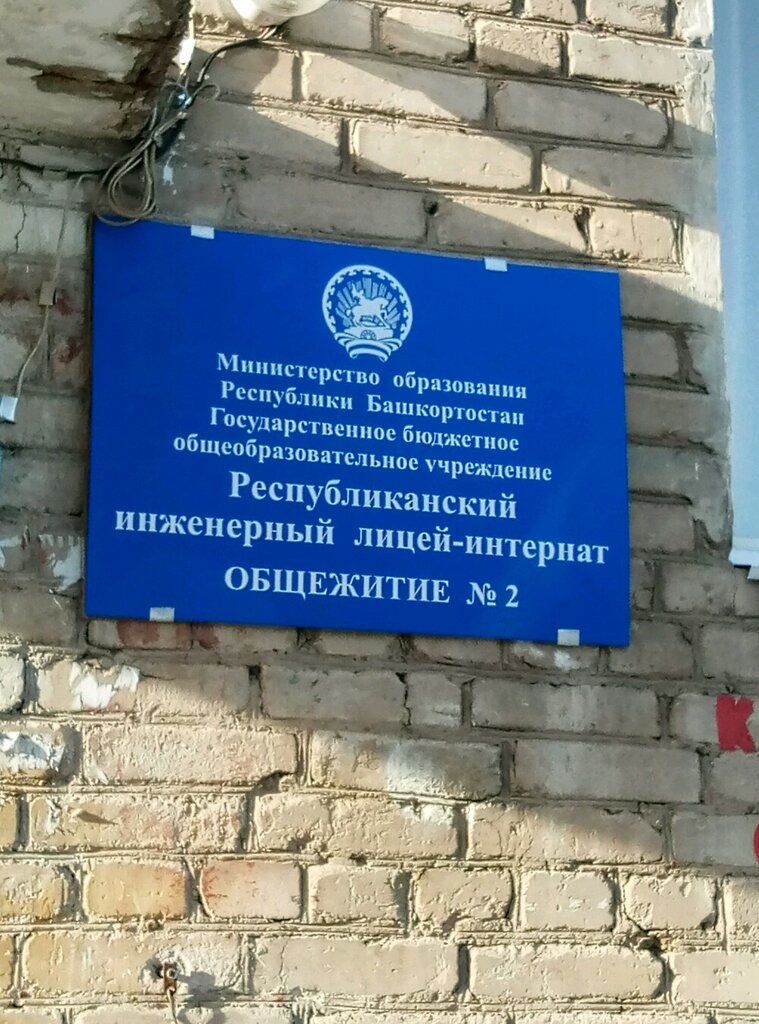 Министерство образования
Республики Башкортостан
Государственное бюджетное
общеобразовательное учреждение
Республиканский
инженерный лицей-интернат
ОБЩЕЖИТИЕ № 2
К